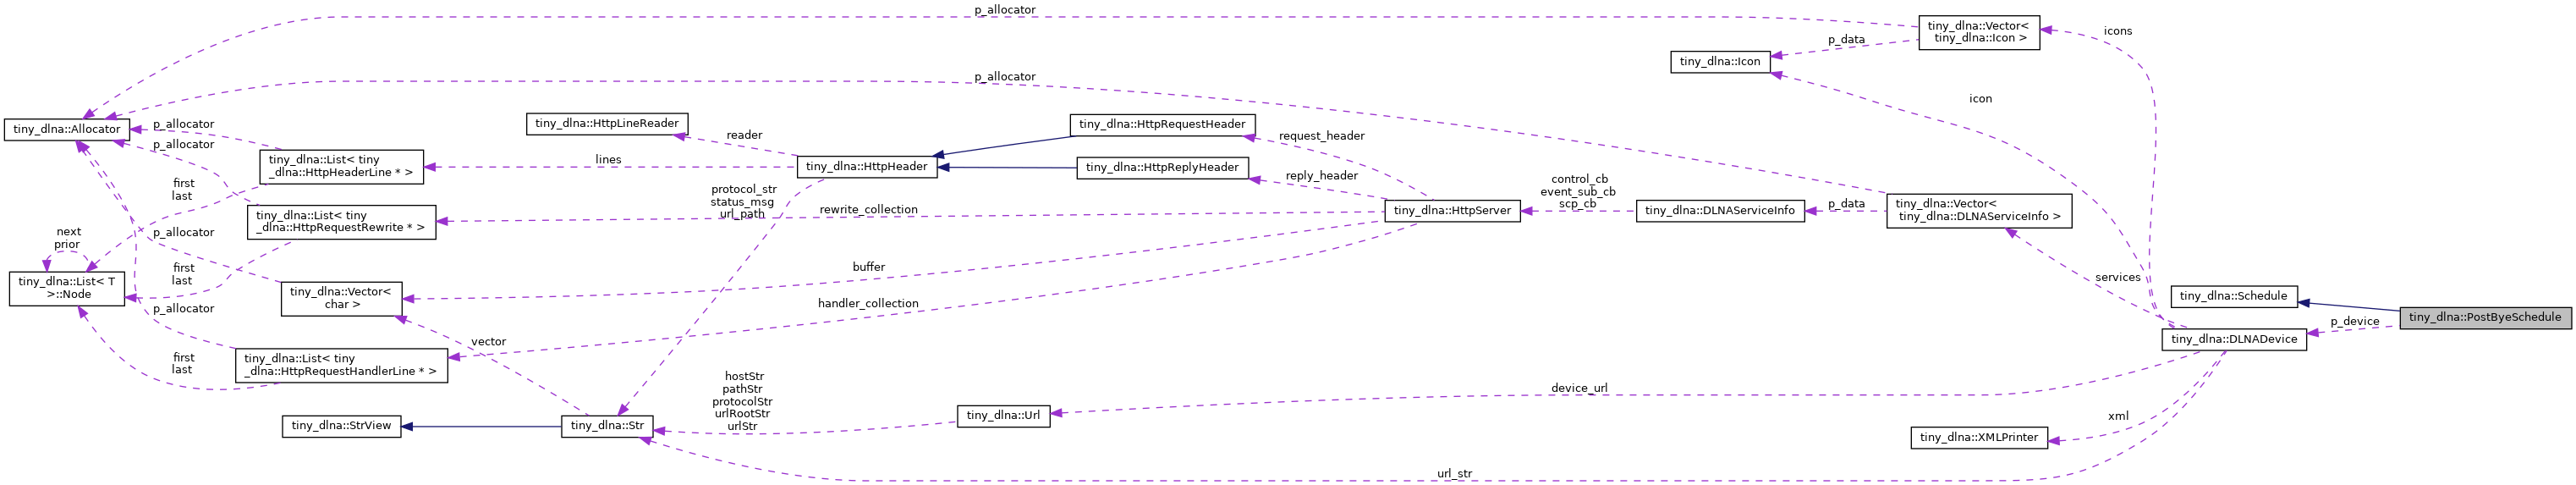 p_allocator
tiny_dlna::Vector<
tiny_dlna::Icon >
icons
p_data
tiny_dlna::Icon
p_allocator
icon
tiny_dlna::Allocator
p_allocator
p_allocator
tiny_dlna::HttpLineReader
reader
tiny_dlna::HttpRequestHeader
request_header
tiny_dlna::List< tiny
_dlna::HttpHeaderLine * >
lines
tiny_dlna::HttpHeader
tiny_dlna::HttpReplyHeader
reply_header
first
last
protocol_str
status_msg
url_path
control_cb
event_sub_cb
scp_cb
tiny_dlna::List< tiny
_dlna::HttpRequestRewrite * >
rewrite_collection
tiny_dlna::HttpServer
tiny_dlna::DLNAServiceInfo
p_data
tiny_dlna::Vector<
tiny_dlna::DLNAServiceInfo >
next
prior
p_allocator
first
last
tiny_dlna::List< T
>::Node
tiny_dlna::Vector<
char >
buffer
services
handler_collection
p_allocator
tiny_dlna::Schedule
tiny_dlna::PostByeSchedule
p_device
tiny_dlna::DLNADevice
vector
first
last
tiny_dlna::List< tiny
_dlna::HttpRequestHandlerLine * >
hostStr
pathStr
protocolStr
urlRootStr
urlStr
device_url
tiny_dlna::StrView
tiny_dlna::Str
tiny_dlna::Url
xml
tiny_dlna::XMLPrinter
url_str